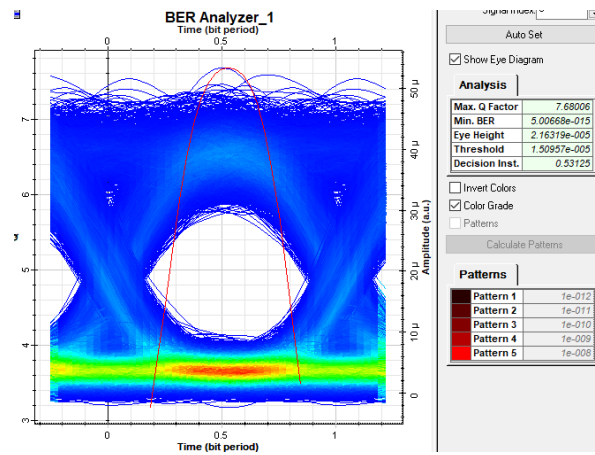 BER Analyzer_1
Time (bit period)
0
0.5
1
7
6
5
4
3
50 µ
40 µ
30 µ
20 µ
10 µ
0
Amplitude (a.u.)
0
0.5
1
Time (bit period)
Signal Index:
Auto Set
Show Eye Diagram
Analysis
Max. Q Factor 7.68006
Min. BER 5.00668e-015
Eye Height 2.16319e-005
Threshold 1.50957e-005
Decision Inst. 0.53125
Invert Colors
Color Grade
Patterns
Calculate Patterns
Patterns
Pattern 1 1e-012
Pattern 2 1e-011
Pattern 3 1e-010
Pattern 4 1e-009
Pattern 5 1e-008